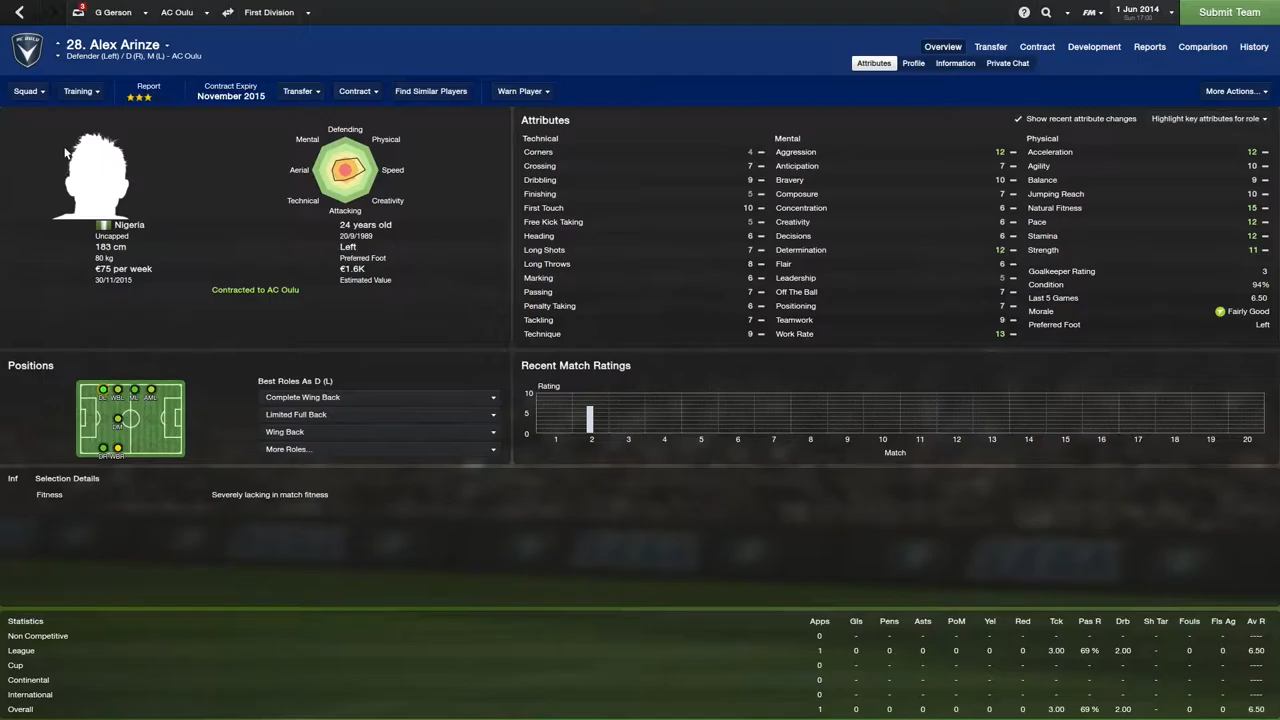 3
G Gerson
AC Oulu
First Division
FM
1 Jun 2014
Sun 17:00
Submit Team
AC OULU
28. Alex Arinze
Defender (Left) / D (R), M (L) - AC Oulu
Overview Transfer Contract Development Reports Comparison History
Attributes Profile Information Private Chat
Squad Training Report Contract Expiry November 2015 Transfer Contract Find Similar Players Warn Player More Actions...
Nigeria
Uncapped
183 cm
80 kg
€75 per week
30/11/2015
Defending
Mental Physical
Aerial Speed
Technical Creativity
Attacking
24 years old
20/9/1989
Left
Preferred Foot
€1.6K
Estimated Value
Contracted to AC Oulu
Attributes
Show recent attribute changes Highlight key attributes for role
Technical Mental Physical
Corners 4 Aggression 12 Acceleration 12
Crossing 7 Anticipation 7 Agility 10
Dribbling 9 Bravery 10 Balance 9
Finishing 5 Composure 7 Jumping Reach 10
First Touch 10 Concentration 6 Natural Fitness 15
Free Kick Taking 5 Creativity 6 Pace 12
Heading 6 Decisions 6 Stamina 12
Long Shots 7 Determination 12 Strength 11
Long Throws 8 Flair 6
Marking 6 Leadership 5 Goalkeeper Rating 3
Passing 7 Off The Ball 7 Condition 94%
Penalty Taking 6 Positioning 7 Last 5 Games 6.50
Tackling 7 Teamwork 9 Morale Fairly Good
Technique 9 Work Rate 13 Preferred Foot Left
Positions
DL WBL ML AML
DM
DR WBR
Best Roles As D (L)
Complete Wing Back
Limited Full Back
Wing Back
More Roles...
Recent Match Ratings
Rating
10
5
0
1 2 3 4 5 6 7 8 9 10 11 12 13 14 15 16 17 18 19 20
Match
Inf Selection Details
Fitness Severely lacking in match fitness
Statistics Apps Gls Pens Asts PoM Yel Red Tck Pas R Drb Sh Tar Fouls Fls Ag Av R
Non Competitive 0 - - - - - - - - - - - - ----
League 1 0 0 0 0 0 0 3.00 69 % 2.00 - 0 0 6.50
Cup 0 - - - - - - - - - - - - ----
Continental 0 - - - - - - - - - - - - ----
International 0 - - - - - - - - - - - - ----
Overall 1 0 0 0 0 0 0 3.00 69 % 2.00 - 0 0 6.50